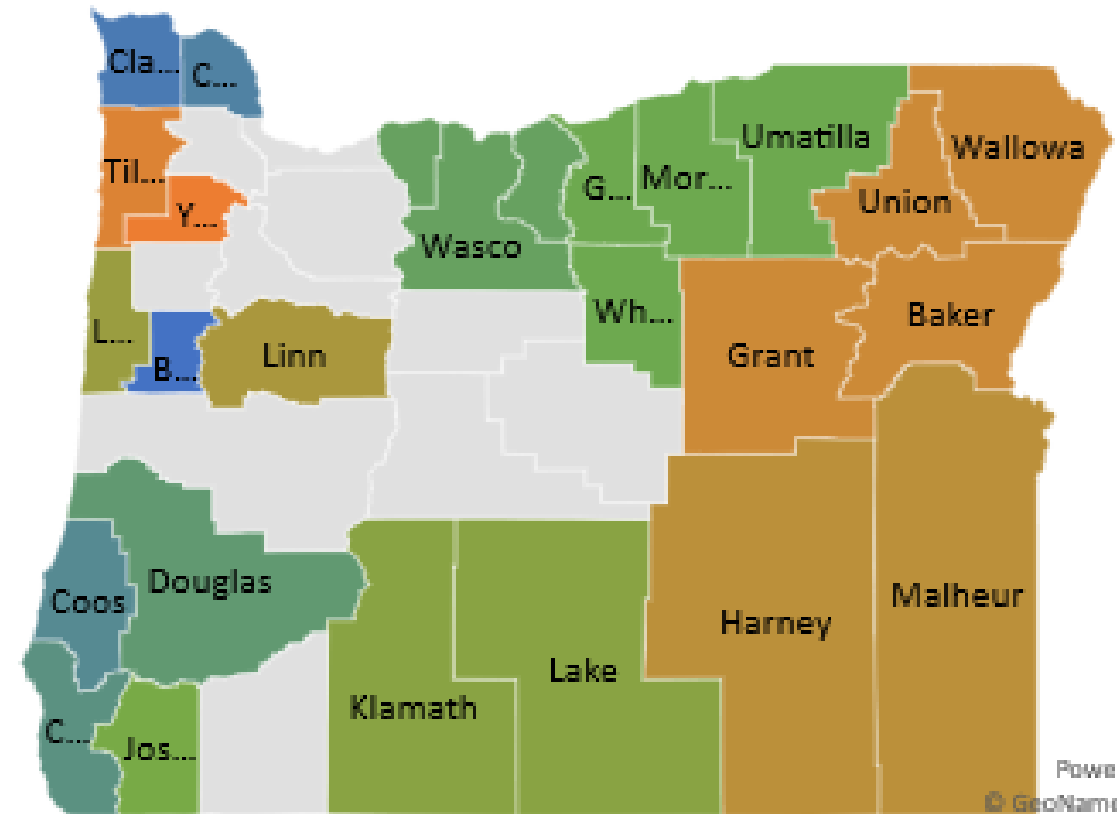 Cla...
C...
Til...
Y...
Umatilla
Wallowa
Mor...
G...
Union
Wasco
Wh...
Baker
L...
B...
Linn
Grant
Coos
Douglas
Malheur
Harney
Lake
Klamath
C...
Jos...
Powe
© GeoName